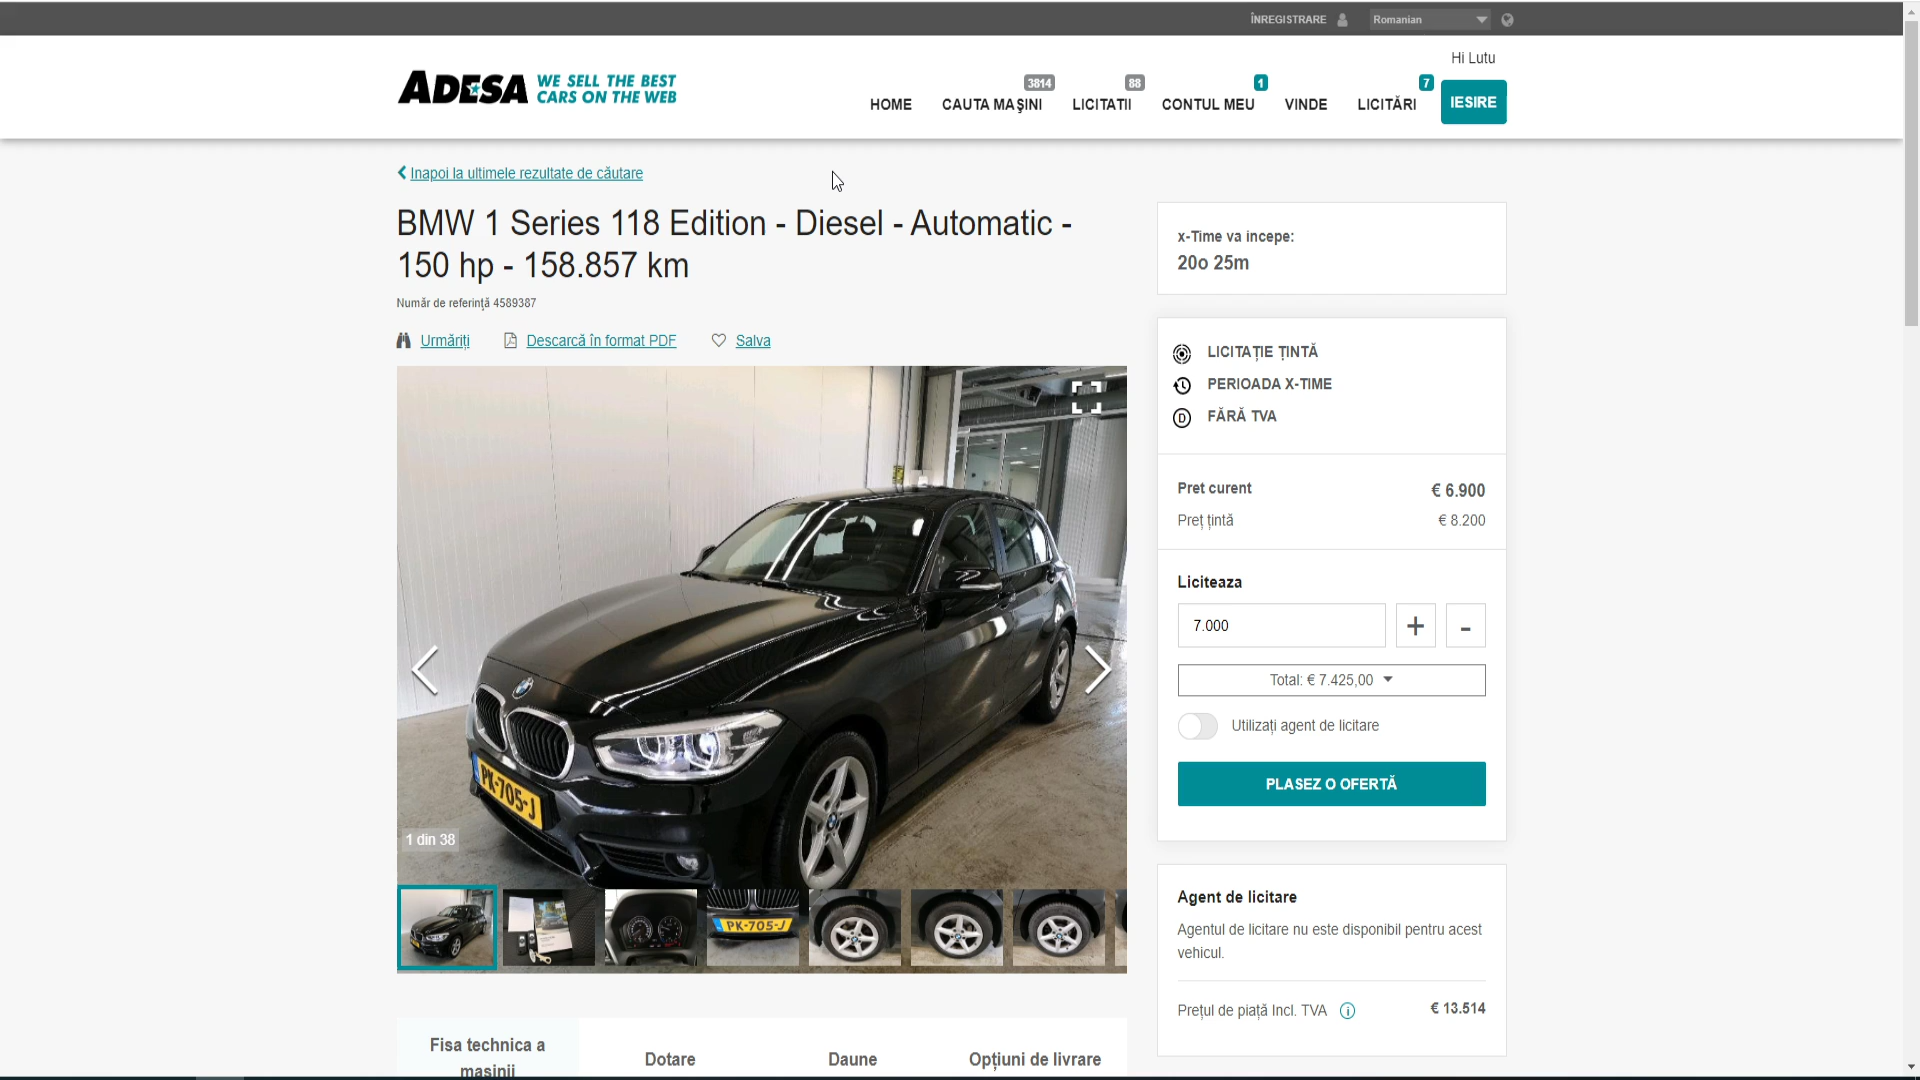 ÎNREGISTRARE
Romanian
Hi Lutu
ADESA
WE SELL THE BEST
CARS ON THE WEB
HOME
CAUTA MAŞINI
3814
LICITATII
88
CONTUL MEU
1
VINDE
LICITĂRI
7
IESIRE
Inapoi la ultimele rezultate de căutare
BMW 1 Series 118 Edition - Diesel - Automatic -
150 hp - 158.857 km
Număr de referință 4589387
Urmăriți
Descarcă în format PDF
Salva
PK-705-J
1 din 38
PK-705-J
Fisa technica a
masinii
Dotare
Daune
Opțiuni de livrare
x-Time va incepe:
20o 25m
LICITAȚIE ȚINTĂ
PERIOADA X-TIME
D
FĂRĂ TVA
Pret curent
€ 6.900
Preț țintă
€ 8.200
Liciteaza
7.000
+
-
Total: € 7.425,00
Utilizați agent de licitare
PLASEZ O OFERTĂ
Agent de licitare
Agentul de licitare nu este disponibil pentru acest
vehicul.
Prețul de piață Incl. TVA
i
€ 13.514